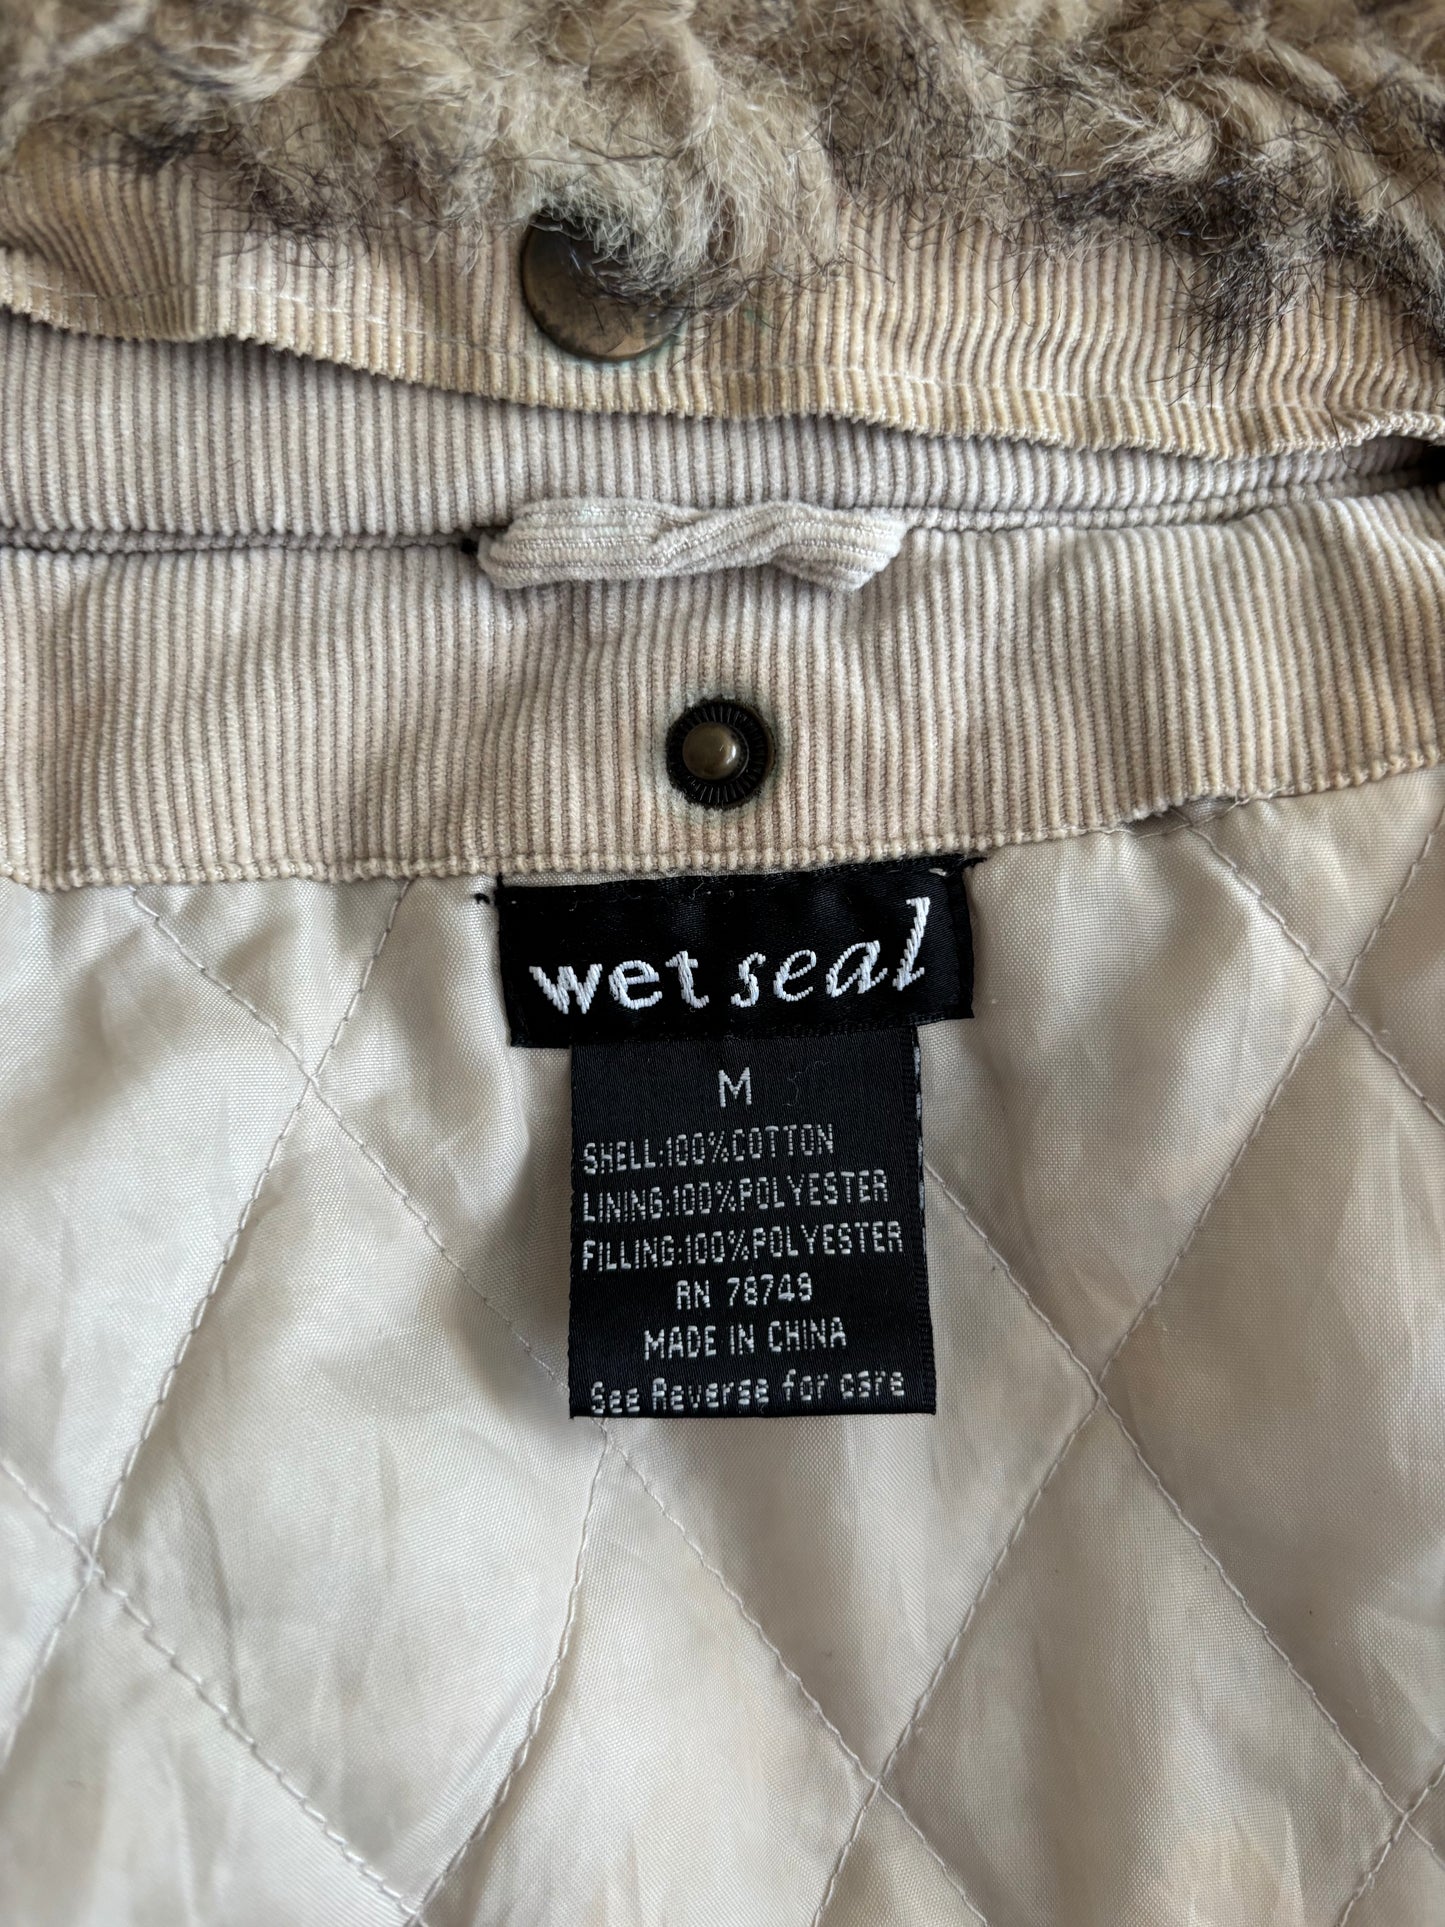 wet seal
M
SHELL:100%COTTON
LINING:100%POLYESTER
FILLING:100%POLYESTER
RN 78749
MADE IN CHINA
See Reverse for care